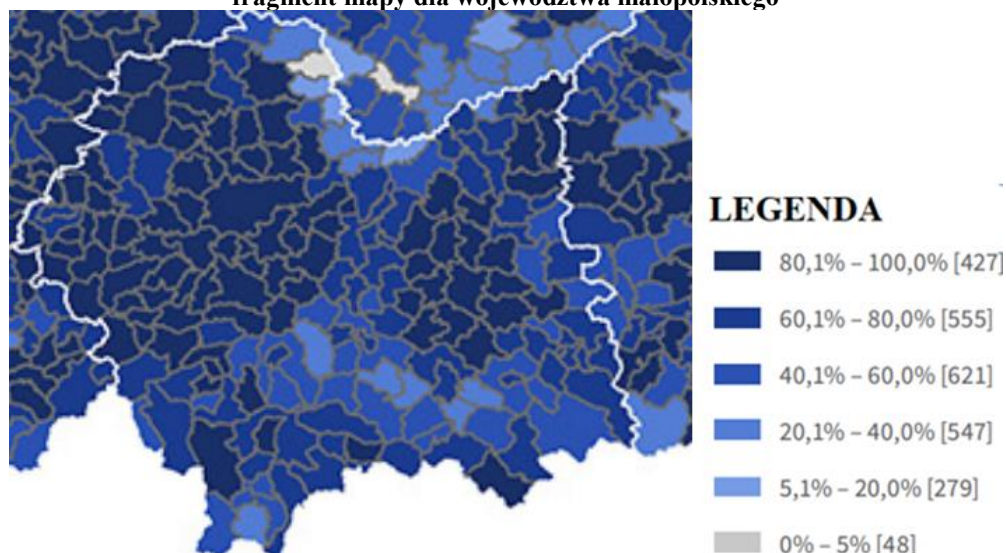 fragment mapy dla województwa małopolskiego
LEGENDA
80,1% – 100,0% [427]
60,1% – 80,0% [555]
40,1% – 60,0% [621]
20,1% – 40,0% [547]
5,1% – 20,0% [279]
0% – 5% [48]